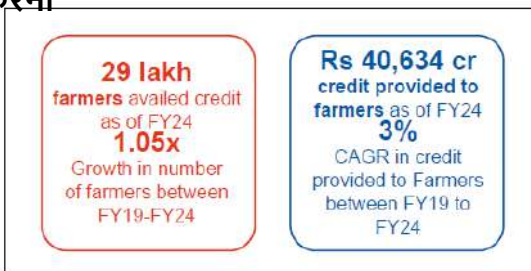 29 lakh
farmers availed credit
as of FY24
1.05x
Growth in number
of farmers between
FY19-FY24
Rs 40,634 cr
credit provided to
farmers as of FY24
3%
CAGR in credit
provided to Farmers
between FY19 to
FY24